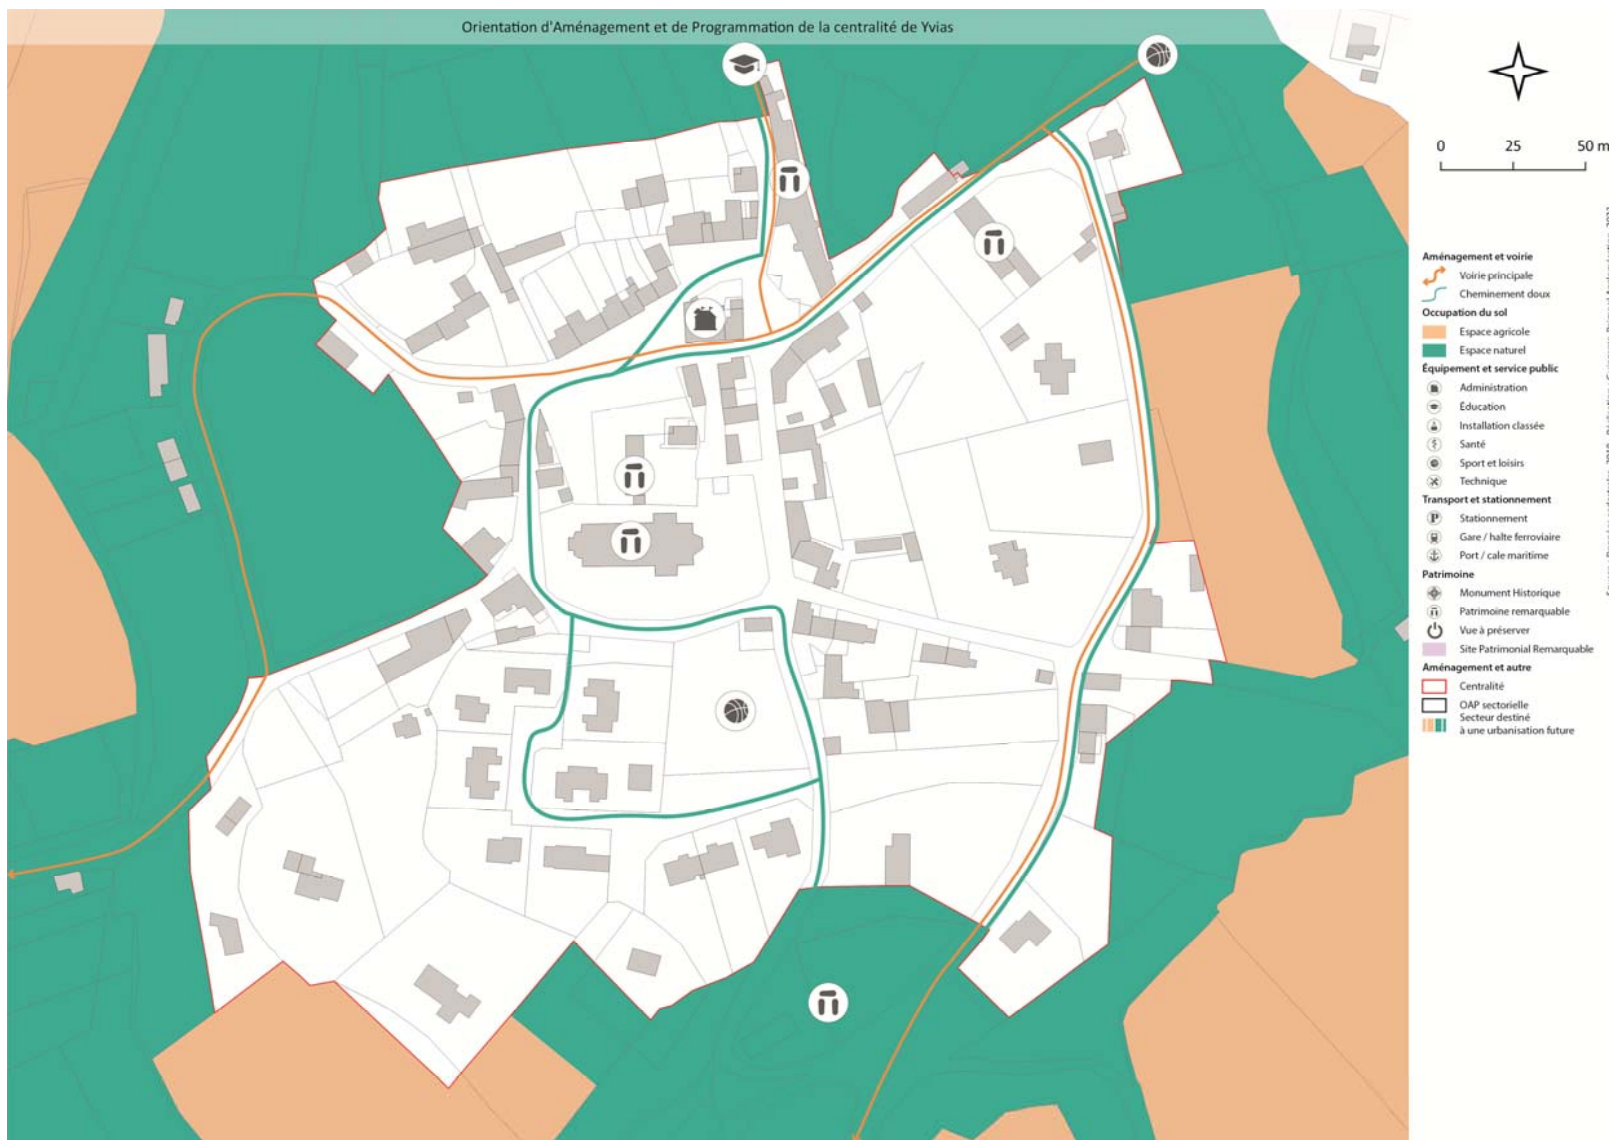 Orientation d'Aménagement et de Programmation de la centralité de Yvias
0 25 50 m
Aménagement et voirie
Voirie principale
Cheminement doux
Occupation du sol
Espace agricole
Espace naturel
Équipement et service public
Administration
Éducation
Installation classée
Santé
Sport et loisirs
Technique
Transport et stationnement
P Stationnement
Gare / halte ferroviaire
Port / cale maritime
Patrimoine
Monument Historique
Patrimoine remarquable
Vue à préserver
Site Patrimonial Remarquable
Aménagement et autre
Centralité
OAP sectorielle
Secteur destiné
à une urbanisation future